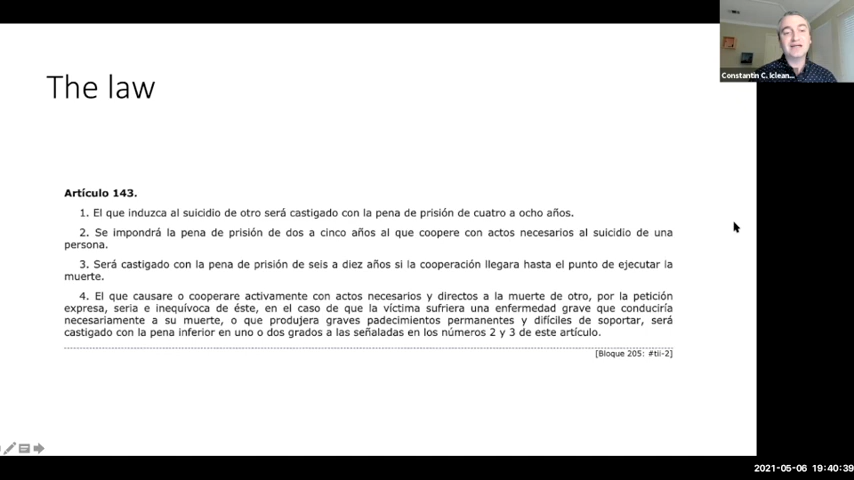 Constantin C. Iclean...
The law
Artículo 143.
1. El que induzca al suicidio de otro será castigado con la pena de prisión de cuatro a ocho años.
2. Se impondrá la pena de prisión de dos a cinco años al que coopere con actos necesarios al suicidio de una
persona.
3. Será castigado con la pena de prisión de seis a diez años si la cooperación llegara hasta el punto de ejecutar la
muerte.
4. El que causare o cooperare activamente con actos necesarios y directos a la muerte de otro, por la petición
expresa, seria e inequívoca de éste, en el caso de que la víctima sufriera una enfermedad grave que conduciría
necesariamente a su muerte, o que produjera graves padecimientos permanentes y difíciles de soportar, será
castigado con la pena inferior en uno o dos grados a las señaladas en los números 2 y 3 de este artículo.
[Bloque 205: #tii-2]
2021-05-06 19:40:39